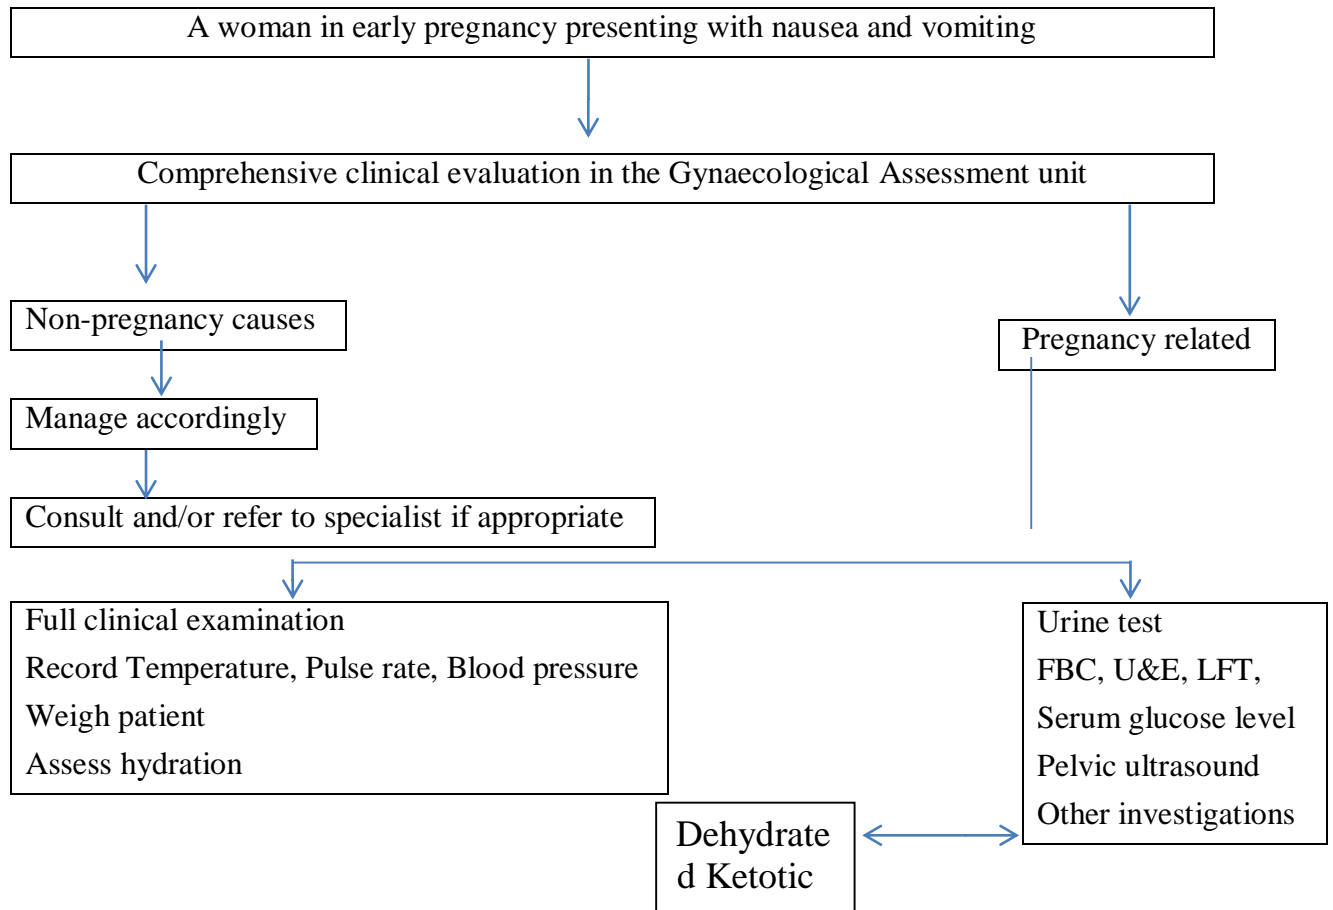 A woman in early pregnancy presenting with nausea and vomiting
Comprehensive clinical evaluation in the Gynaecological Assessment unit
Non-pregnancy causes
Pregnancy related
Manage accordingly
Consult and/or refer to specialist if appropriate
Full clinical examination
Record Temperature, Pulse rate, Blood pressure
Weigh patient
Assess hydration
Urine test
FBC, U&E, LFT,
Serum glucose level
Pelvic ultrasound
Other investigations
Dehydrate
d Ketotic